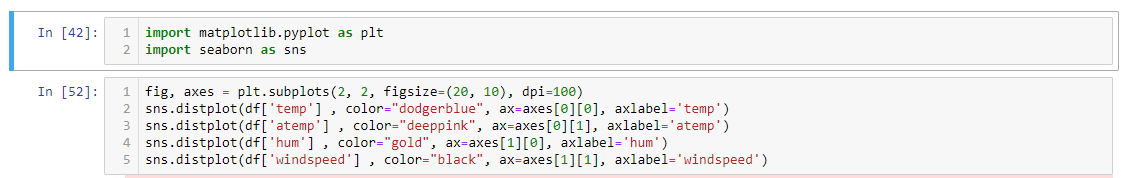 In [42]:
1 import matplotlib.pyplot as plt
2 import seaborn as sns
In [52]:
1 fig, axes = plt.subplots(2, 2, figsize=(20, 10), dpi=100)
2 sns.distplot(df['temp'] , color="dodgerblue", ax=axes[0][0], axlabel='temp')
3 sns.distplot(df['atemp'] , color="deeppink", ax=axes[0][1], axlabel='atemp')
4 sns.distplot(df['hum'] , color="gold", ax=axes[1][0], axlabel='hum')
5 sns.distplot(df['windspeed'] , color="black", ax=axes[1][1], axlabel='windspeed')